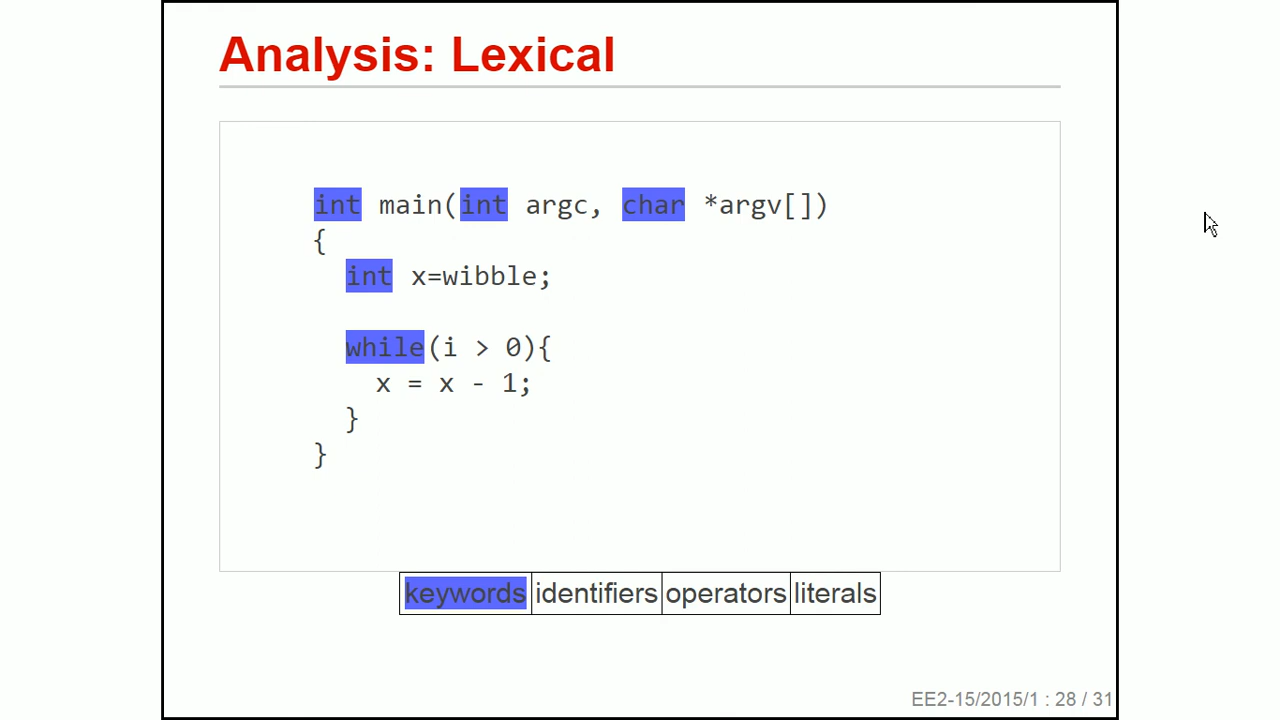 Analysis: Lexical
int main(int argc, char *argv[])
{
int x=wibble;
while(i > 0){
x = x - 1;
}
}
keywords identifiers operators literals
EE2-15/2015/1 : 28 / 31